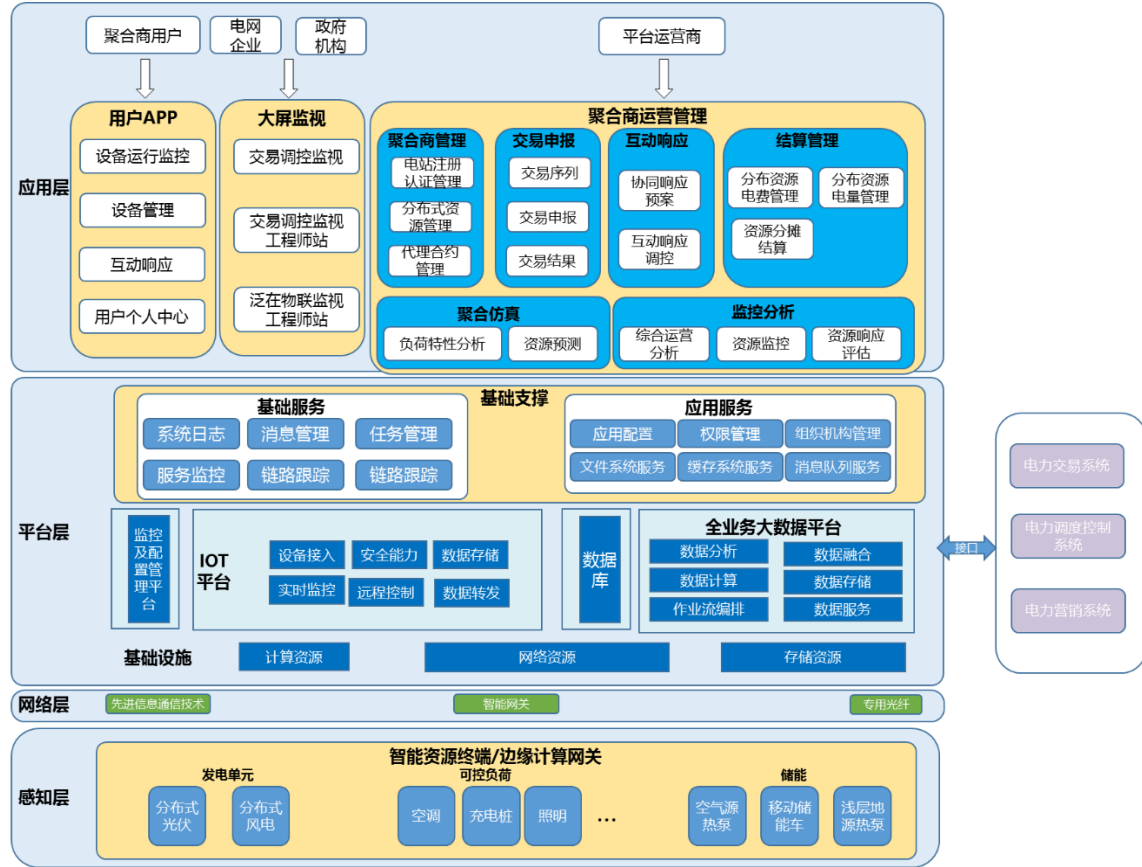 聚合商用户
电网
企业
政府
机构
平台运营商
应用层
用户APP
设备运行监控
设备管理
互动响应
用户个人中心
大屏监视
交易调控监视
交易调控监视
工程师站
泛在物联监视
工程师站
聚合商运营管理
聚合商管理
电站注册
认证管理
分布式资
源管理
代理合约
管理
交易申报
交易序列
交易申报
交易结果
互动响应
协同响应
预案
互动响应
调控
结算管理
分布资源
电费管理
分布资源
电量管理
资源分摊
结算
聚合仿真
负荷特性分析
资源预测
监控分析
综合运营
分析
资源监控
资源响应
评估
平台层
基础支撑
基础服务
系统日志
消息管理
任务管理
服务监控
链路跟踪
链路跟踪
应用服务
应用配置
权限管理
组织机构管理
文件系统服务
缓存系统服务
消息队列服务
监控
及配
置管
理平
台
IOT
平台
设备接入
安全能力
数据存储
实时监控
远程控制
数据转发
数据
库
全业务大数据平台
数据分析
数据融合
数据计算
数据存储
作业流编排
数据服务
基础设施
计算资源
网络资源
存储资源
接口
电力交易系统
电力调度控制
系统
电力营销系统
网络层
先进信息通信技术
智能网关
专用光纤
感知层
智能资源终端/边缘计算网关
发电单元
分布式
光伏
分布式
风电
可控负荷
空调
充电桩
照明
...
储能
空气源
热泵
移动储
能车
浅层地
源热泵